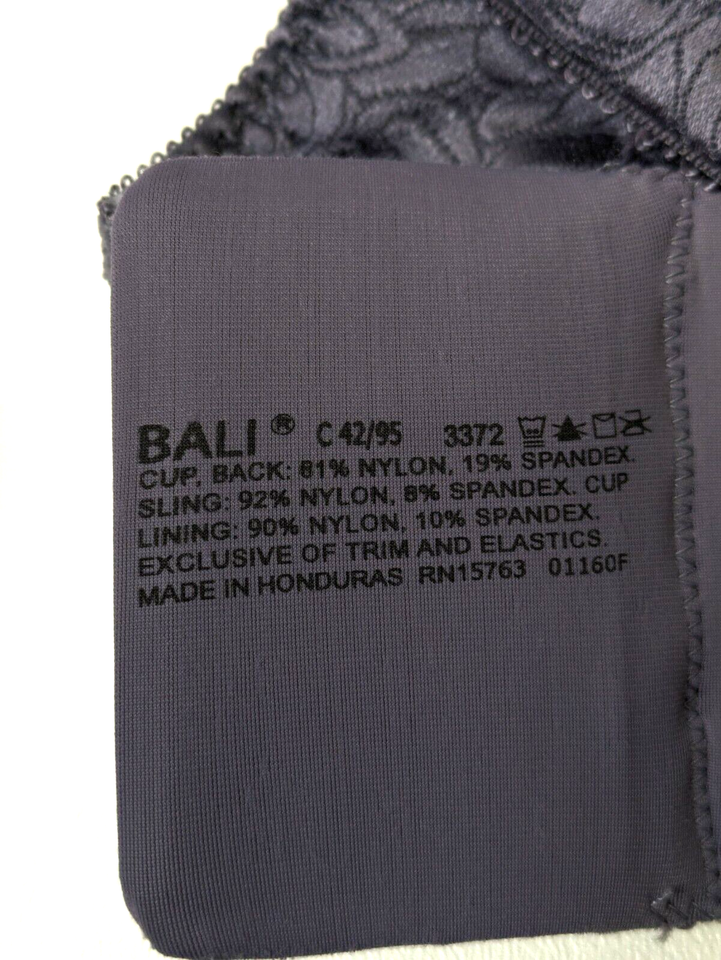 BALI® C 42/95 3372
CUP, BACK: 81% NYLON, 19% SPANDEX.
SLING: 92% NYLON, 8% SPANDEX. CUP
LINING: 90% NYLON, 10% SPANDEX.
EXCLUSIVE OF TRIM AND ELASTICS.
MADE IN HONDURAS RN15763 01160F